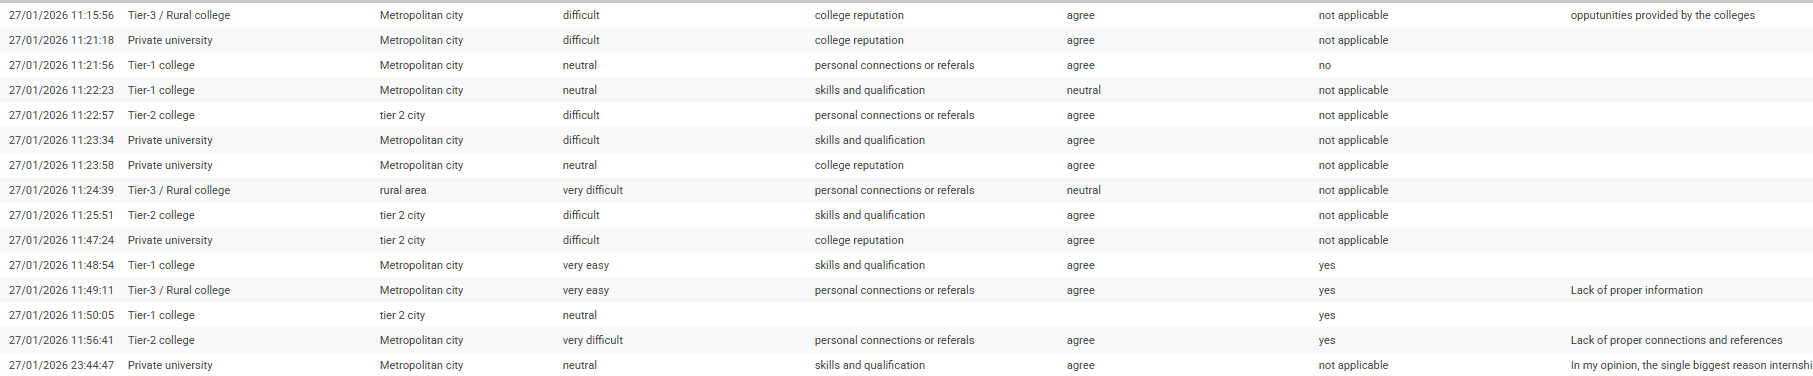 27/01/2026 11:15:56 Tier-3 / Rural college Metropolitan city difficult college reputation agree not applicable opputunities provided by the colleges
27/01/2026 11:21:18 Private university Metropolitan city difficult college reputation agree not applicable
27/01/2026 11:21:56 Tier-1 college Metropolitan city neutral personal connections or referals agree no
27/01/2026 11:22:23 Tier-1 college Metropolitan city neutral skills and qualification neutral not applicable
27/01/2026 11:22:57 Tier-2 college tier 2 city difficult personal connections or referals agree not applicable
27/01/2026 11:23:34 Private university Metropolitan city difficult skills and qualification agree not applicable
27/01/2026 11:23:58 Private university Metropolitan city neutral college reputation agree not applicable
27/01/2026 11:24:39 Tier-3 / Rural college rural area very difficult personal connections or referals neutral not applicable
27/01/2026 11:25:51 Tier-2 college tier 2 city difficult skills and qualification agree not applicable
27/01/2026 11:47:24 Private university tier 2 city difficult college reputation agree not applicable
27/01/2026 11:48:54 Tier-1 college Metropolitan city very easy skills and qualification agree yes
27/01/2026 11:49:11 Tier-3 / Rural college Metropolitan city very easy personal connections or referals agree yes Lack of proper information
27/01/2026 11:50:05 Tier-1 college tier 2 city neutral yes
27/01/2026 11:56:41 Tier-2 college Metropolitan city very difficult personal connections or referals agree yes Lack of proper connections and references
27/01/2026 23:44:47 Private university Metropolitan city neutral skills and qualification agree not applicable In my opinion, the single biggest reason internshi